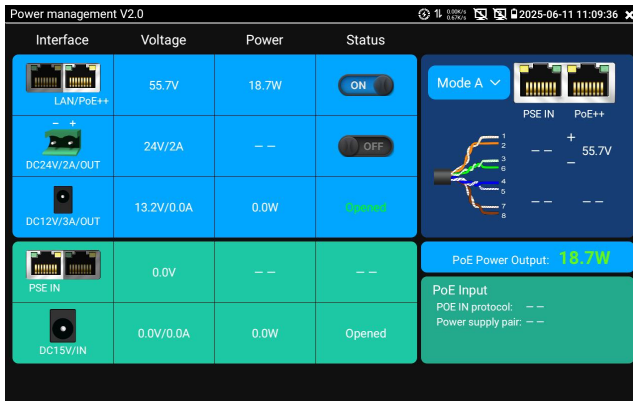 Power management V2.0
0.00K/s
0.67K/s
2025-06-11 11:09:36
Interface Voltage Power Status
LAN/PoE++ 55.7V 18.7W ON
- +
DC24V/2A/OUT 24V/2A -- OFF
DC12V/3A/OUT 13.2V/0.0A 0.0W Opened
PSE IN 0.0V -- --
DC15V/IN 0.0V/0.0A 0.0W Opened
Mode A
PSE IN PoE++
1
2
3
6
4
5
7
8
-- + 55.7V -
-- --
PoE Power Output: 18.7W
PoE Input
POE IN protocol: --
Power supply pair: --